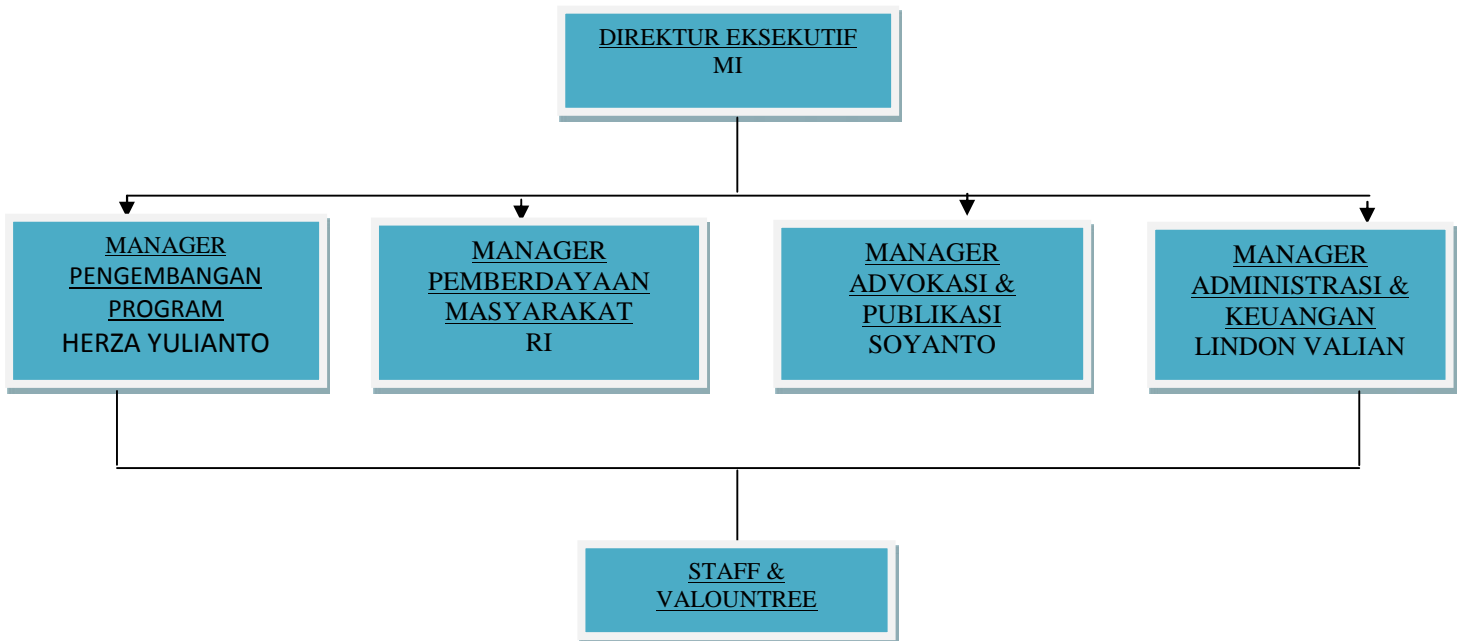 DIREKTUR EKSEKUTIF
MI
MANAGER
PENGEMBANGAN
PROGRAM
HERZA YULIANTO
MANAGER
PEMBERDAYAAN
MASYARAKAT
RI
MANAGER
ADVOKASI &
PUBLIKASI
SOYANTO
MANAGER
ADMINISTRASI &
KEUANGAN
LINDON VALIAN
STAFF &
VALOUNTREE